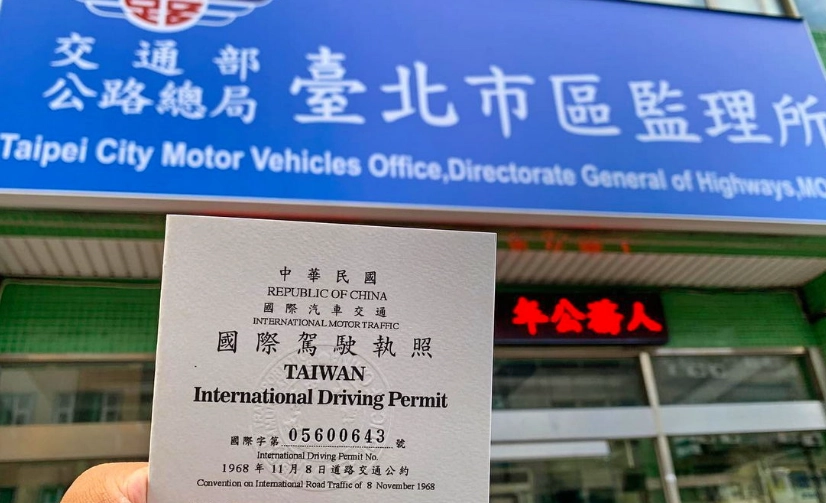 交通部
公路總局
臺北市區監理所
Taipei City Motor Vehicles Office,Directorate General of Highways,MO
中華民國
REPUBLIC OF CHINA
國際汽車交通
INTERNATIONAL MOTOR TRAFFIC
國際駕駛執照
TAIWAN
International Driving Permit
國際字第 05600643 號
International Driving Permit No.
1968 年 11 月 8 日道路交通公約
Convention on International Road Traffic of 8 November 1968